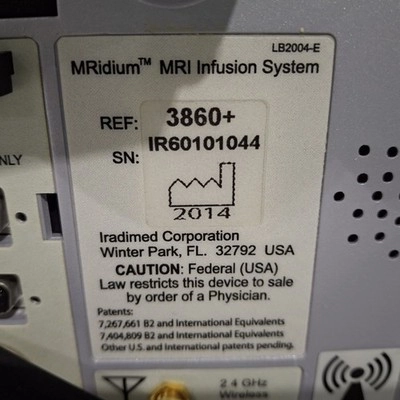 LB2004-E
MRidium™ MRI Infusion System
REF: 3860+
SN: IR60101044
ONLY
2014
Iradimed Corporation
Winter Park, FL. 32792 USA
CAUTION: Federal (USA)
Law restricts this device to sale
by order of a Physician.
Patents:
7,267,661 B2 and International Equivalents
7,404,809 B2 and International Equivalents
Other U.S. and International patents pending.
2.4 GHz
Wireless